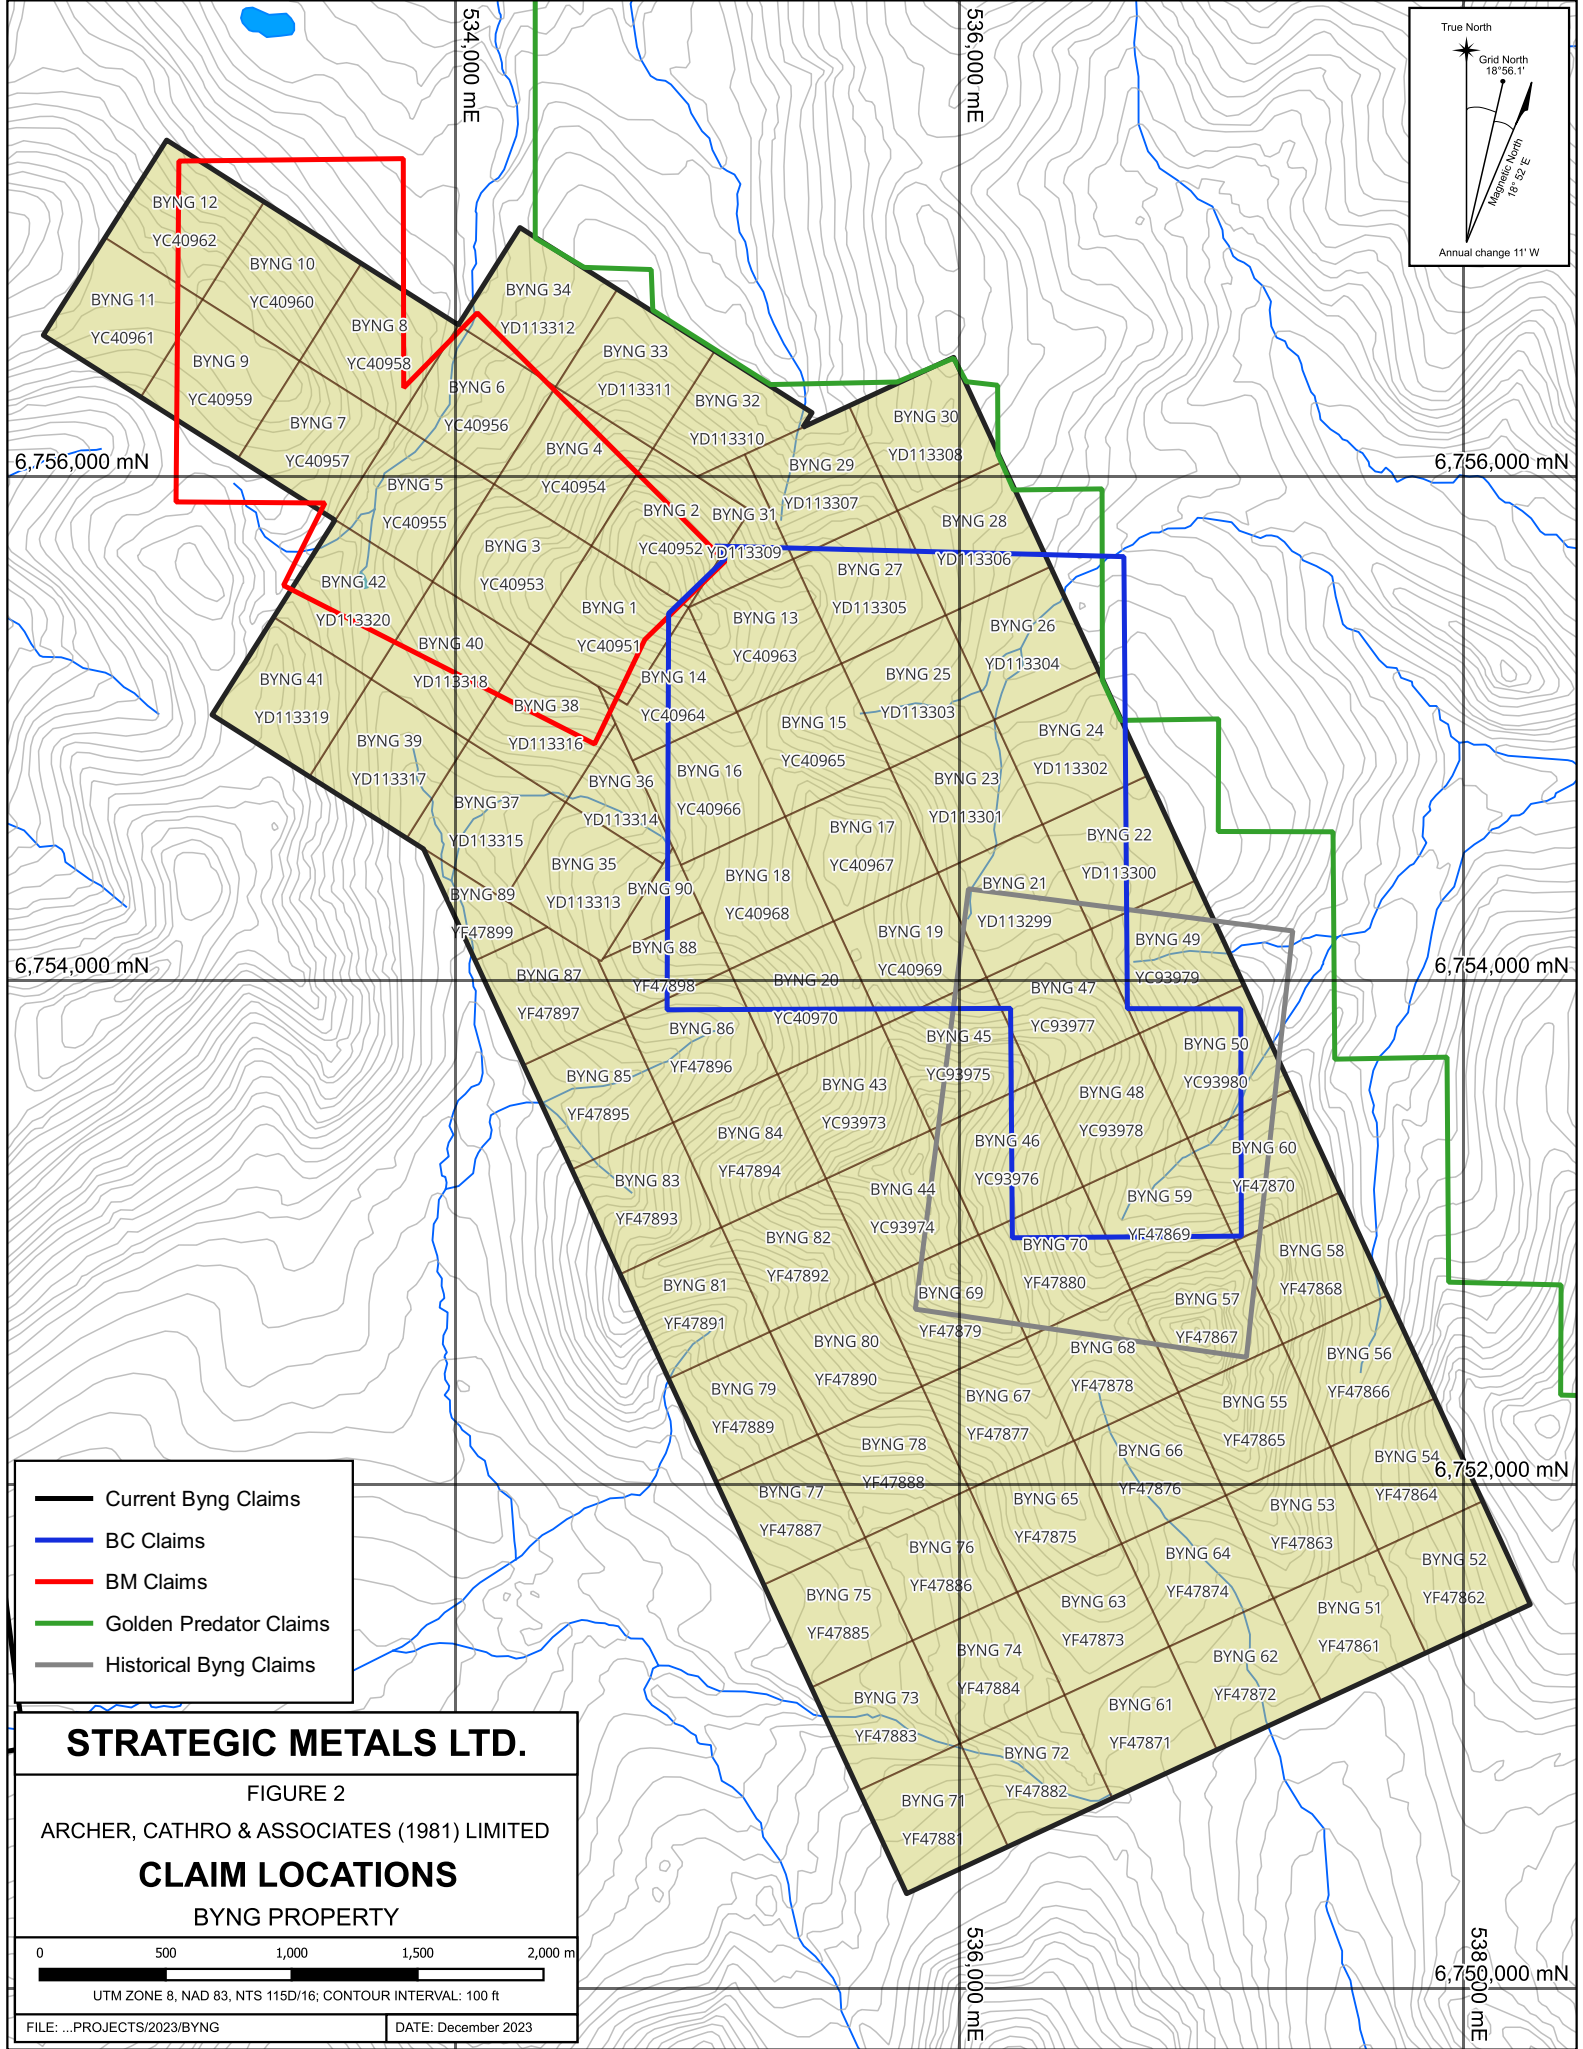 534,000 mE
536,000 mE
True North
Grid North
18°56.1'
Magnetic North
18° 52 'E
Annual change 11' W
BYNG 12
YC40962
BYNG 10
YC40960
BYNG 11
YC40961
BYNG 8
YC40958
BYNG 9
YC40959
BYNG 34
YD113312
BYNG 33
YD113311
BYNG 6
YC40956
BYNG 32
YD113310
BYNG 30
YD113308
BYNG 7
YC40957
BYNG 4
YC40954
BYNG 29
YD113307
6,756,000 mN
6,756,000 mN
BYNG 5
YC40955
BYNG 2
YC40952
BYNG 31
YD113309
BYNG 28
YD113306
BYNG 3
YC40953
BYNG 27
YD113305
BYNG 42
YD113320
BYNG 1
YC40951
BYNG 13
YC40963
BYNG 26
YD113304
BYNG 40
YD113318
BYNG 14
YC40964
BYNG 25
YD113303
BYNG 41
YD113319
BYNG 38
YD113316
BYNG 15
YC40965
BYNG 24
YD113302
BYNG 39
YD113317
BYNG 36
YD113314
BYNG 16
YC40966
BYNG 23
YD113301
BYNG 37
YD113315
BYNG 17
YC40967
BYNG 22
YD113300
BYNG 35
YD113313
BYNG 90
BYNG 18
YC40968
BYNG 21
YD113299
BYNG 89
YF47899
BYNG 88
YF47898
BYNG 19
YC40969
BYNG 49
YC93979
6,754,000 mN
6,754,000 mN
BYNG 87
YF47897
BYNG 20
YC40970
BYNG 47
YC93977
BYNG 86
YF47896
BYNG 45
YC93975
BYNG 50
YC93980
BYNG 85
YF47895
BYNG 43
YC93973
BYNG 48
YC93978
BYNG 84
YF47894
BYNG 46
YC93976
BYNG 60
YF47870
BYNG 83
YF47893
BYNG 44
YC93974
BYNG 59
YF47869
BYNG 82
YF47892
BYNG 70
YF47880
BYNG 58
YF47868
BYNG 81
YF47891
BYNG 69
YF47879
BYNG 57
YF47867
BYNG 80
YF47890
BYNG 68
YF47878
BYNG 56
YF47866
BYNG 79
YF47889
BYNG 67
YF47877
BYNG 55
YF47865
BYNG 78
YF47888
BYNG 66
YF47876
BYNG 54
YF47864
6,752,000 mN
BYNG 77
YF47887
BYNG 65
YF47875
BYNG 53
YF47863
BYNG 76
YF47886
BYNG 64
YF47874
BYNG 52
YF47862
BYNG 75
YF47885
BYNG 63
YF47873
BYNG 51
YF47861
BYNG 74
YF47884
BYNG 62
YF47872
BYNG 73
YF47883
BYNG 61
YF47871
BYNG 72
YF47882
BYNG 71
YF47881
Current Byng Claims
BC Claims
BM Claims
Golden Predator Claims
Historical Byng Claims
STRATEGIC METALS LTD.
FIGURE 2
ARCHER, CATHRO & ASSOCIATES (1981) LIMITED
CLAIM LOCATIONS
BYNG PROPERTY
0 500 1,000 1,500 2,000 m
UTM ZONE 8, NAD 83, NTS 115D/16; CONTOUR INTERVAL: 100 ft
FILE: ...PROJECTS/2023/BYNG
DATE: December 2023
6,750,000 mN
536,000 mE
538,000 mE